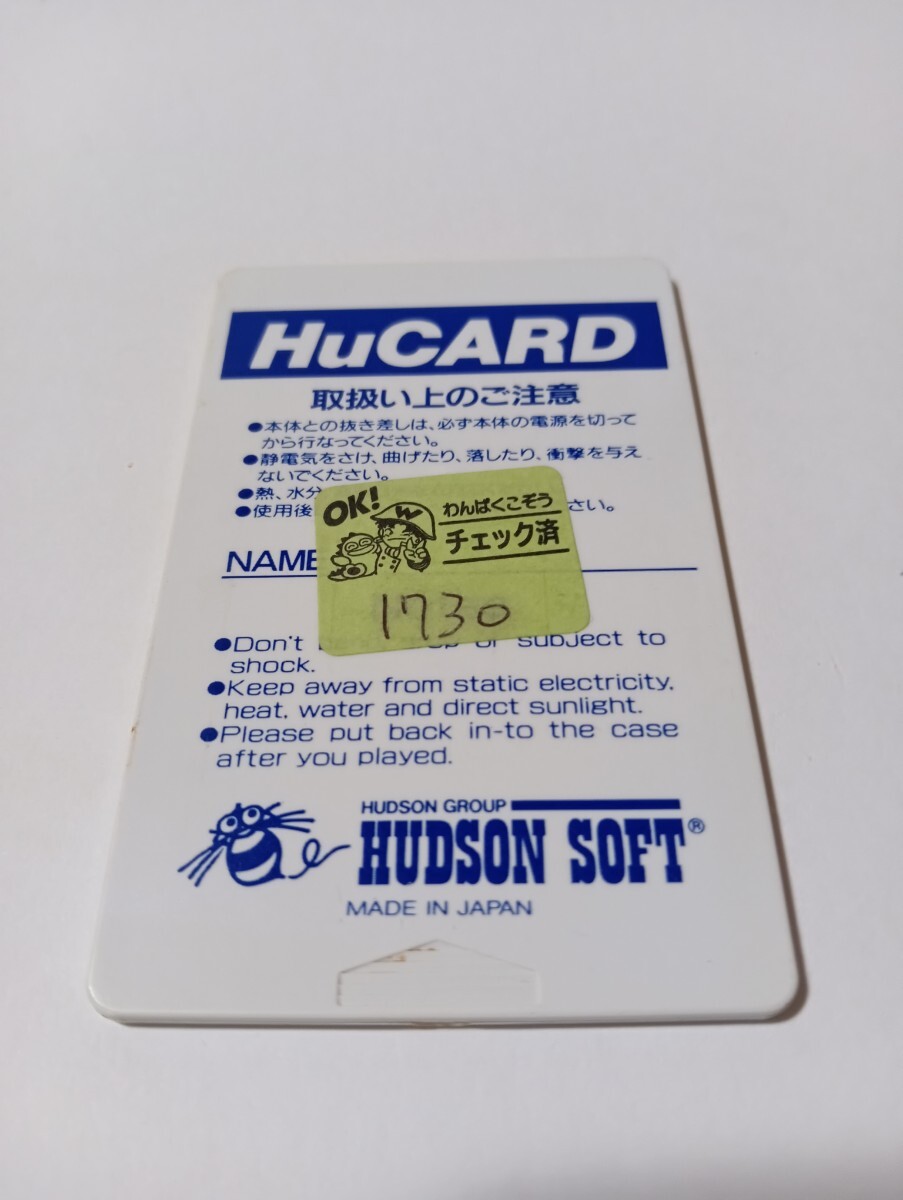 HuCARD
取扱い上のご注意
●本体との抜き差しは、必ず本体の電源を切って
から行なってください。
●静電気をさけ、曲げたり、落したり、衝撃を与え
ないでください。
●熱、水分
●使用後 さい。
OK!
W
わんぱくこぞう
チェック済
1730
NAME
●Don't or subject to
shock.
●Keep away from static electricity,
heat, water and direct sunlight.
●Please put back in-to the case
after you played.
HUDSON GROUP
HUDSON SOFT®
MADE IN JAPAN